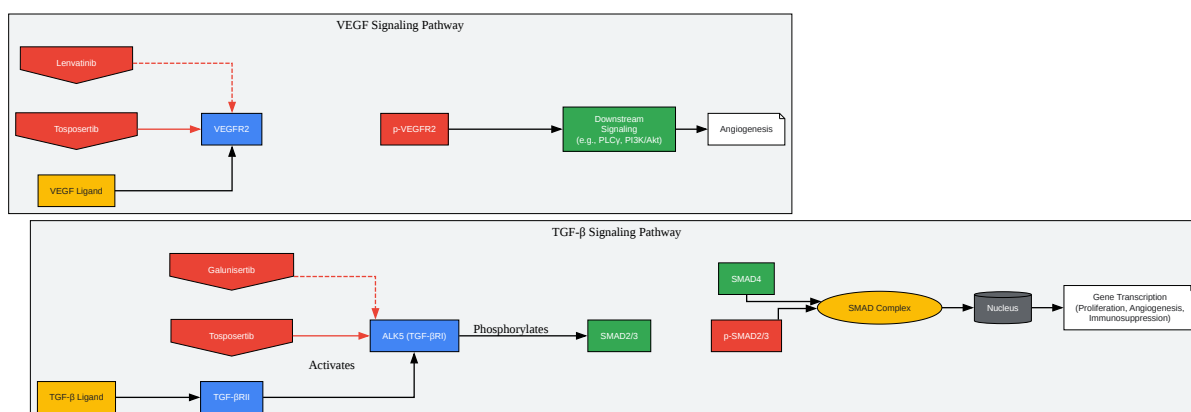 VEGF Signaling Pathway
Lenvatinib
Tosposertib
VEGFR2
p-VEGFR2
Downstream
Signaling
(e.g., PLCγ, PI3K/Akt)
Angiogenesis
VEGF Ligand
TGF-β Signaling Pathway
Galunisertib
SMAD4
SMAD Complex
Nucleus
Gene Transcription
(Proliferation, Angiogenesis,
Immunosuppression)
Tosposertib
ALK5 (TGF-βRI)
Phosphorylates
SMAD2/3
p-SMAD2/3
Activates
TGF-β Ligand
TGF-βRII